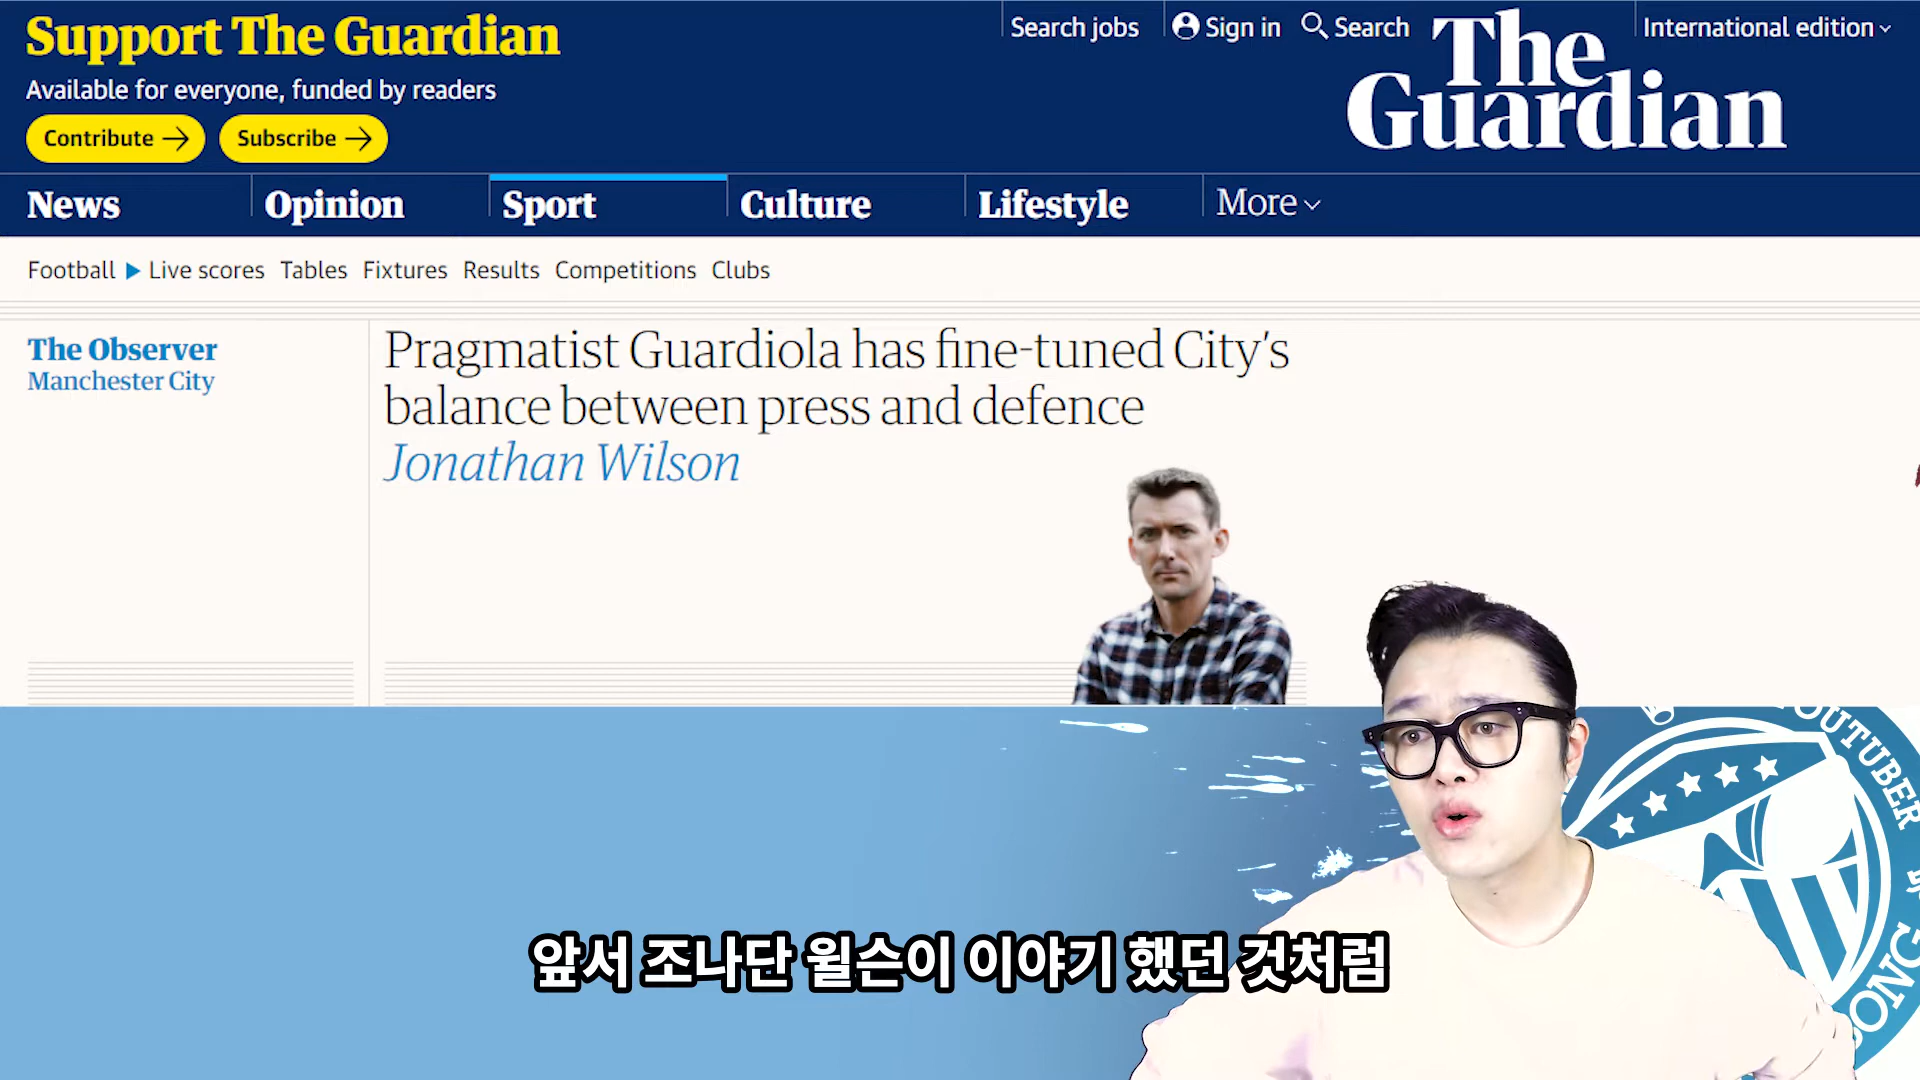 Support The Guardian
Available for everyone, funded by readers
Contribute
Subscribe
Search jobs
Sign in
Search
International edition
The
Guardian
News
Opinion
Sport
Culture
Lifestyle
More
Football
Live scores
Tables
Fixtures
Results
Competitions
Clubs
The Observer
Manchester City
Pragmatist Guardiola has fine-tuned City’s
balance between press and defence
Jonathan Wilson
YOUTUBER
SONG
앞서 조나단 윌슨이 이야기 했던 것처럼